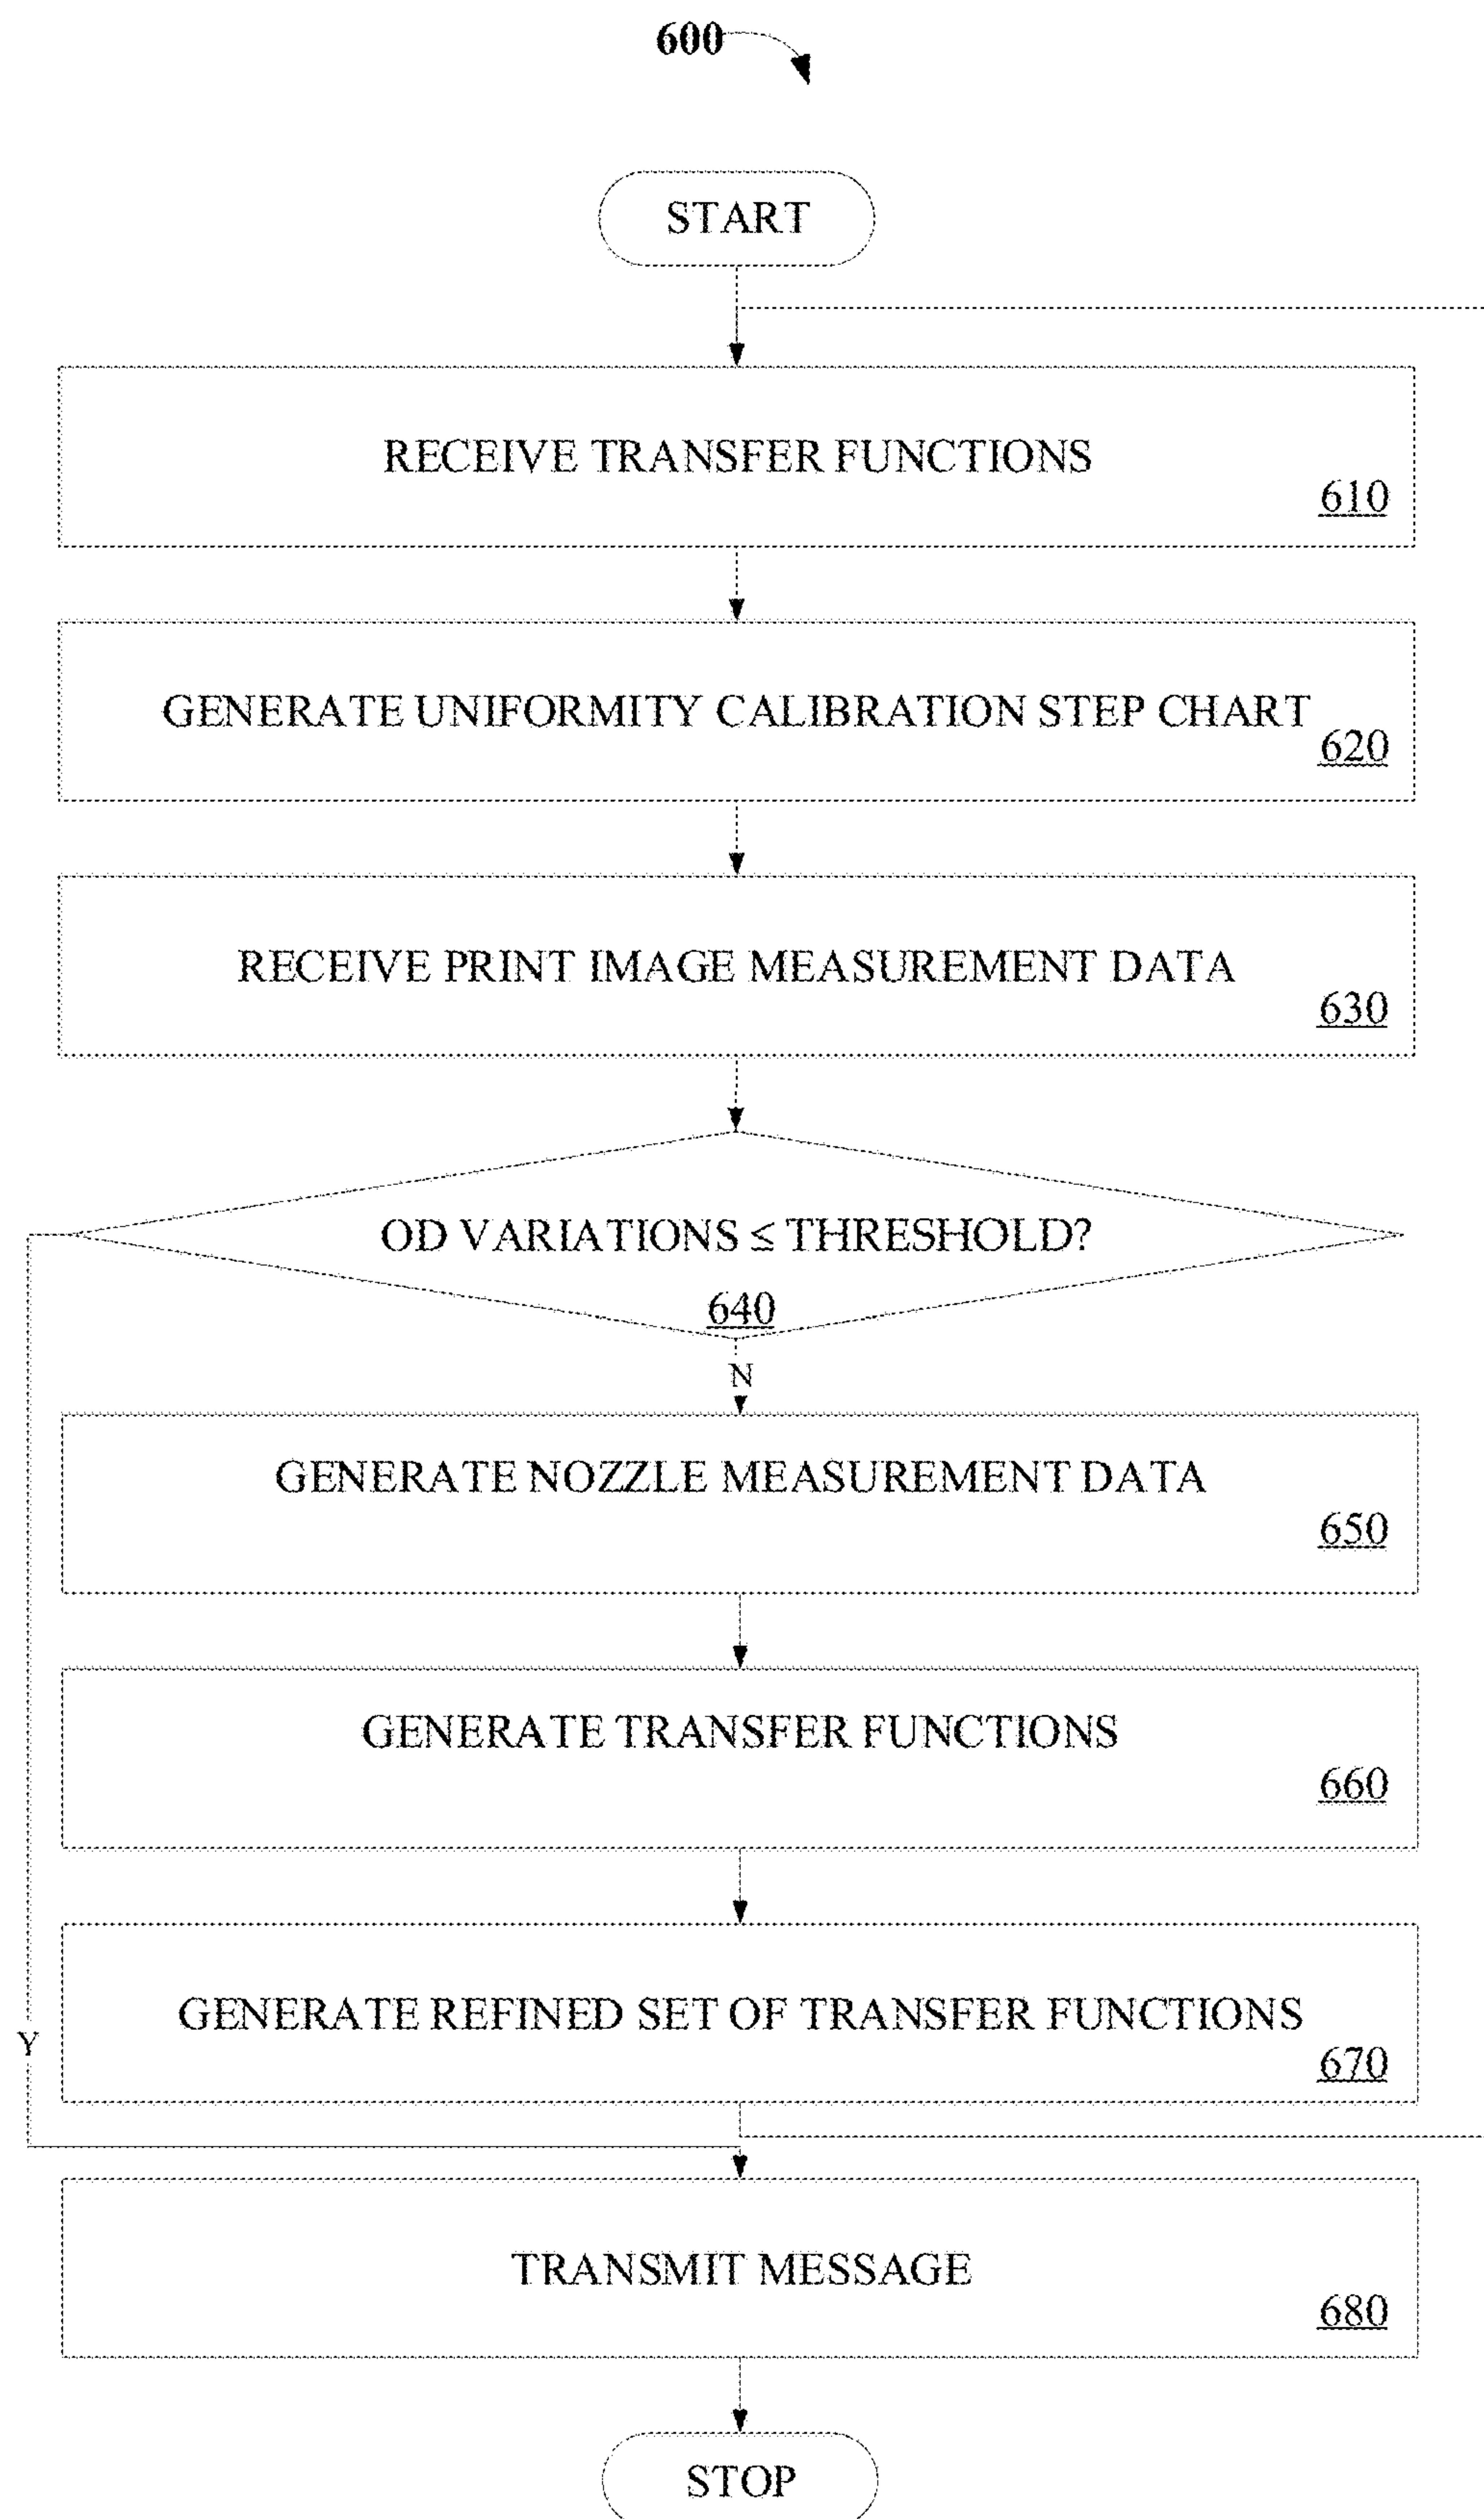 600
START
RECEIVE TRANSFER FUNCTIONS
610
GENERATE UNIFORMITY CALIBRATION STEP CHART
620
RECEIVE PRINT IMAGE MEASUREMENT DATA
630
OD VARIATIONS ≤ THRESHOLD?
640
N
GENERATE NOZZLE MEASUREMENT DATA
650
GENERATE TRANSFER FUNCTIONS
660
GENERATE REFINED SET OF TRANSFER FUNCTIONS
Y
670
TRANSMIT MESSAGE
680
STOP